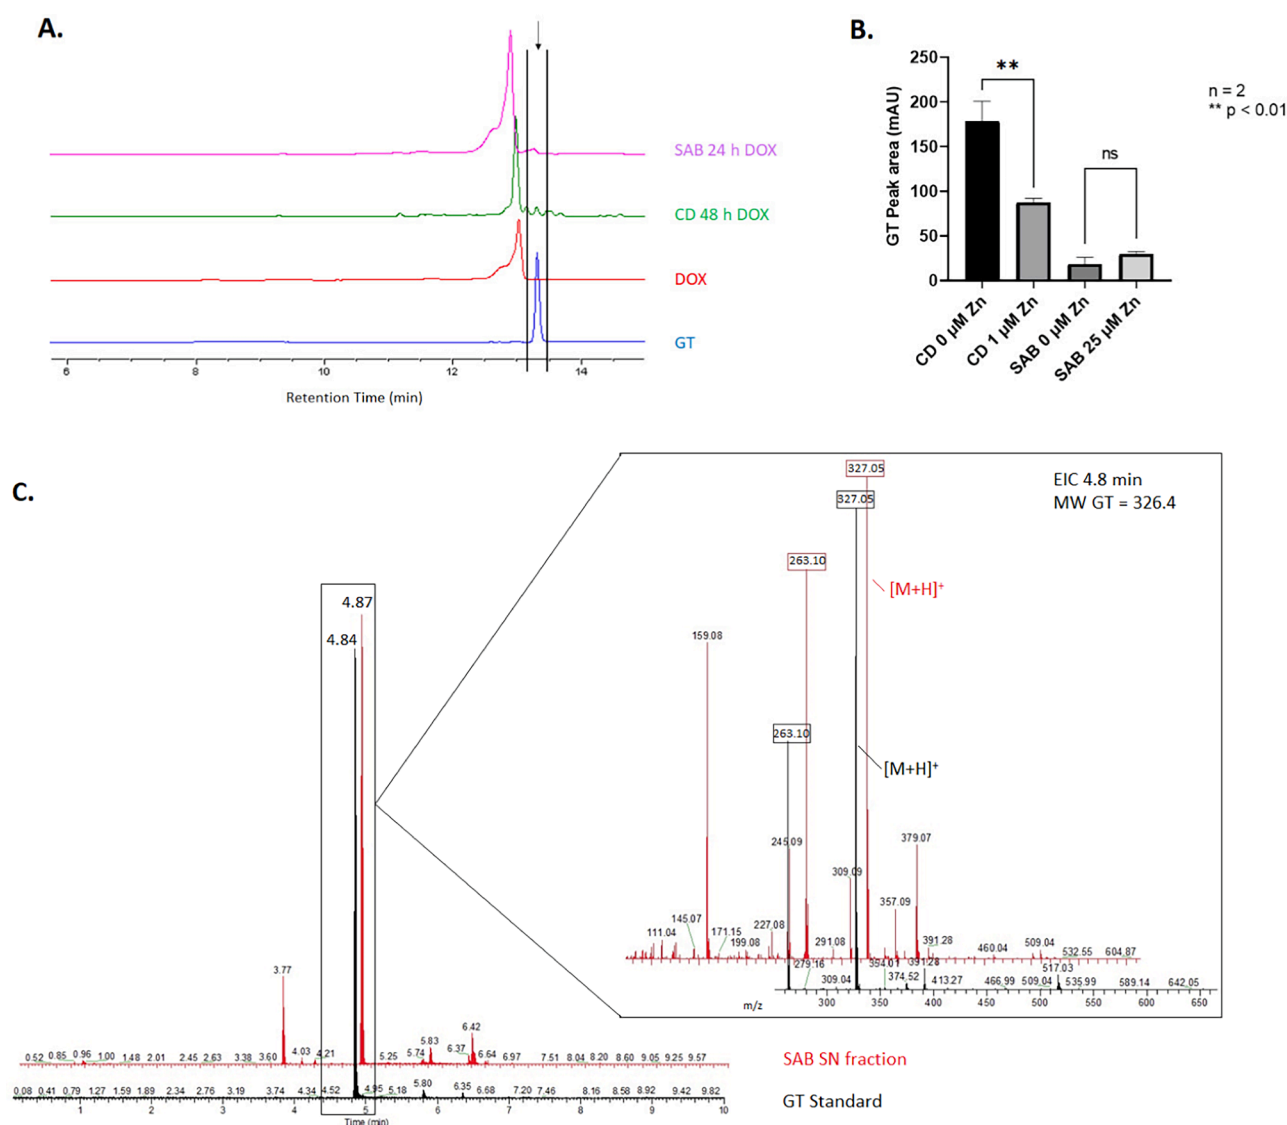 A.
SAB 24 h DOX
CD 48 h DOX
DOX
GT
6 8 10 12 14
Retention Time (min)
B.
GT Peak area (mAU)
250
200
150
100
50
0
**
ns
n = 2
** p < 0.01
CD 0 µM Zn
CD 1 µM Zn
SAB 0 µM Zn
SAB 25 µM Zn
C.
EIC 4.8 min
MW GT = 326.4
327.05
327.05
263.10
[M+H]+
159.08
263.10
[M+H]+
245.09
379.07
309.09
357.09
145.07
227.08
111.04
171.15
199.08
291.08
391.28
460.04
509.04
532.55
604.87
279.16
309.04
354.01
374.52
391.28
413.27
466.99
509.04
517.03
535.99
589.14
642.05
m/z
300 350 400 450 500 550 600 650
4.87
4.84
3.77
0.52 0.85 0.96 1.00 1.48 2.01 2.45 2.63 3.38 3.60 4.03 4.21 5.25 5.74 5.83 6.37 6.42 6.64 6.97 7.51 8.04 8.20 8.60 9.05 9.25 9.57
SAB SN fraction
0.08 0.41 0.79 1.27 1.59 1.89 2.34 2.76 3.19 3.74 4.34 4.52 4.95 5.18 5.80 6.35 6.68 7.20 7.46 8.16 8.58 8.92 9.42 9.82
GT Standard
1 2 3 4 5 6 7 8 9 10
Time (min)